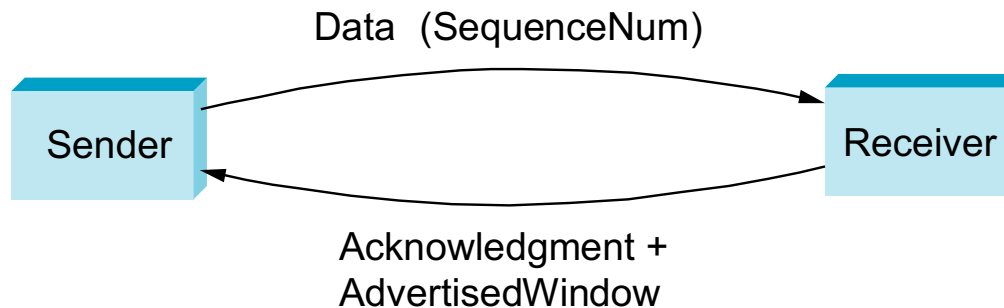 Data (SequenceNum)
Sender
Receiver
Acknowledgment +
AdvertisedWindow